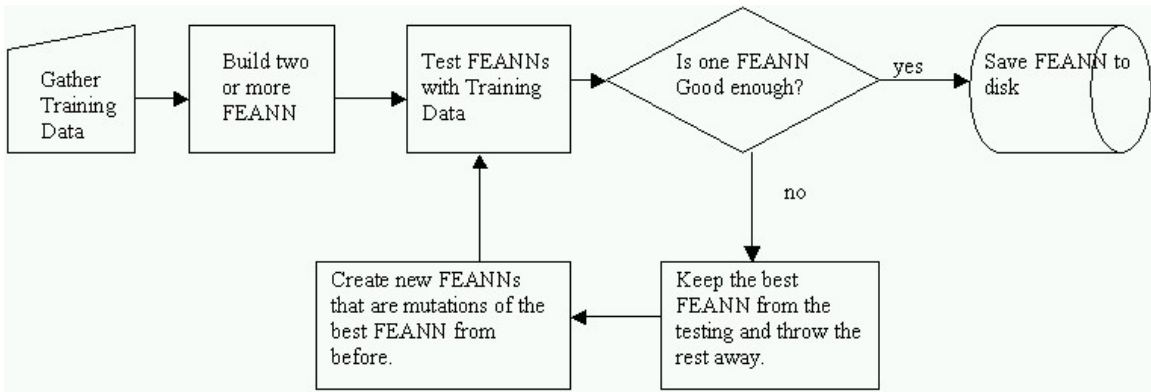 Gather
Training
Data
Build two
or more
FEANN
Test FEANNs
with Training
Data
Is one FEANN
Good enough?
yes
Save FEANN to
disk
no
Create new FEANNs
that are mutations of the
best FEANN from
before.
Keep the best
FEANN from the
testing and throw the
rest away.